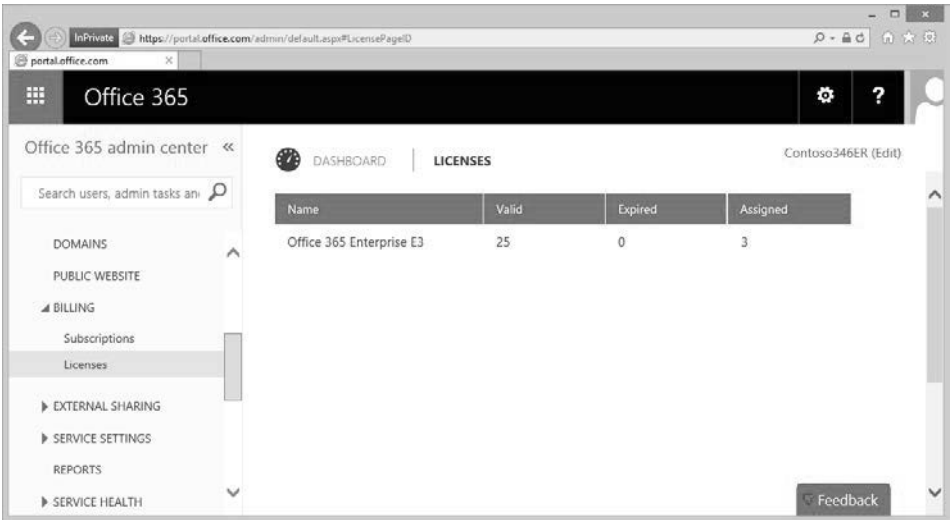 InPrivate https://portal.office.com/admin/default.aspx#LicensePageID
portal.office.com
Office 365
?
Office 365 admin center «
Search users, admin tasks an
DOMAINS
PUBLIC WEBSITE
BILLING
Subscriptions
Licenses
EXTERNAL SHARING
SERVICE SETTINGS
REPORTS
SERVICE HEALTH
DASHBOARD LICENSES
Contoso346ER (Edit)
Name Valid Expired Assigned
Office 365 Enterprise E3 25 0 3
Feedback